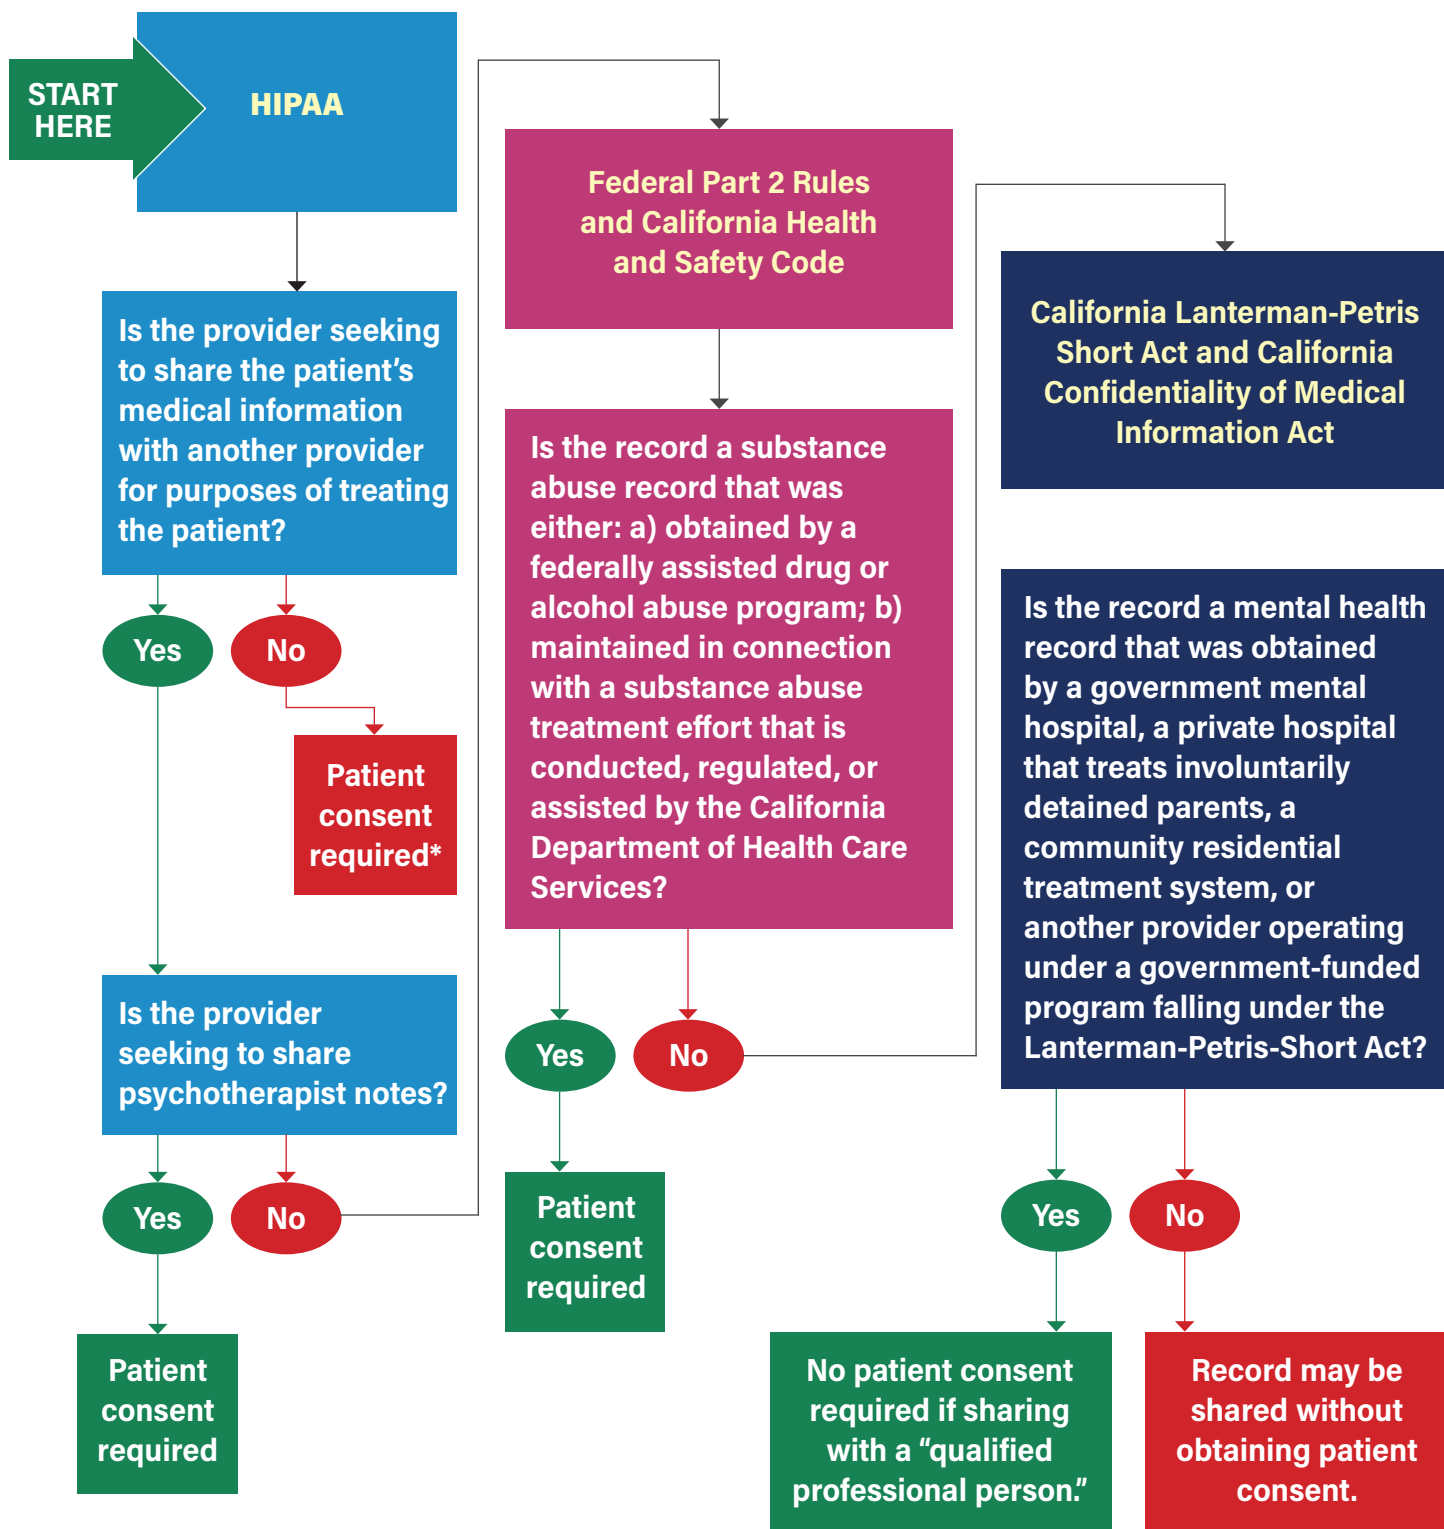 START
HERE
HIPAA
Is the provider seeking
to share the patient's
medical information
with another provider
for purposes of treating
the patient?
Yes
No
Patient
consent
required*
Is the provider
seeking to share
psychotherapist notes?
Yes
No
Patient
consent
required
Federal Part 2 Rules
and California Health
and Safety Code
Is the record a substance
abuse record that was
either: a) obtained by a
federally assisted drug or
alcohol abuse program; b)
maintained in connection
with a substance abuse
treatment effort that is
conducted, regulated, or
assisted by the California
Department of Health Care
Services?
Yes
No
Patient
consent
required
California Lanterman-Petris
Short Act and California
Confidentiality of Medical
Information Act
Is the record a mental health
record that was obtained
by a government mental
hospital, a private hospital
that treats involuntarily
detained parents, a
community residential
treatment system, or
another provider operating
under a government-funded
program falling under the
Lanterman-Petris-Short Act?
Yes
No
No patient consent
required if sharing
with a “qualified
professional person.”
Record may be
shared without
obtaining patient
consent.